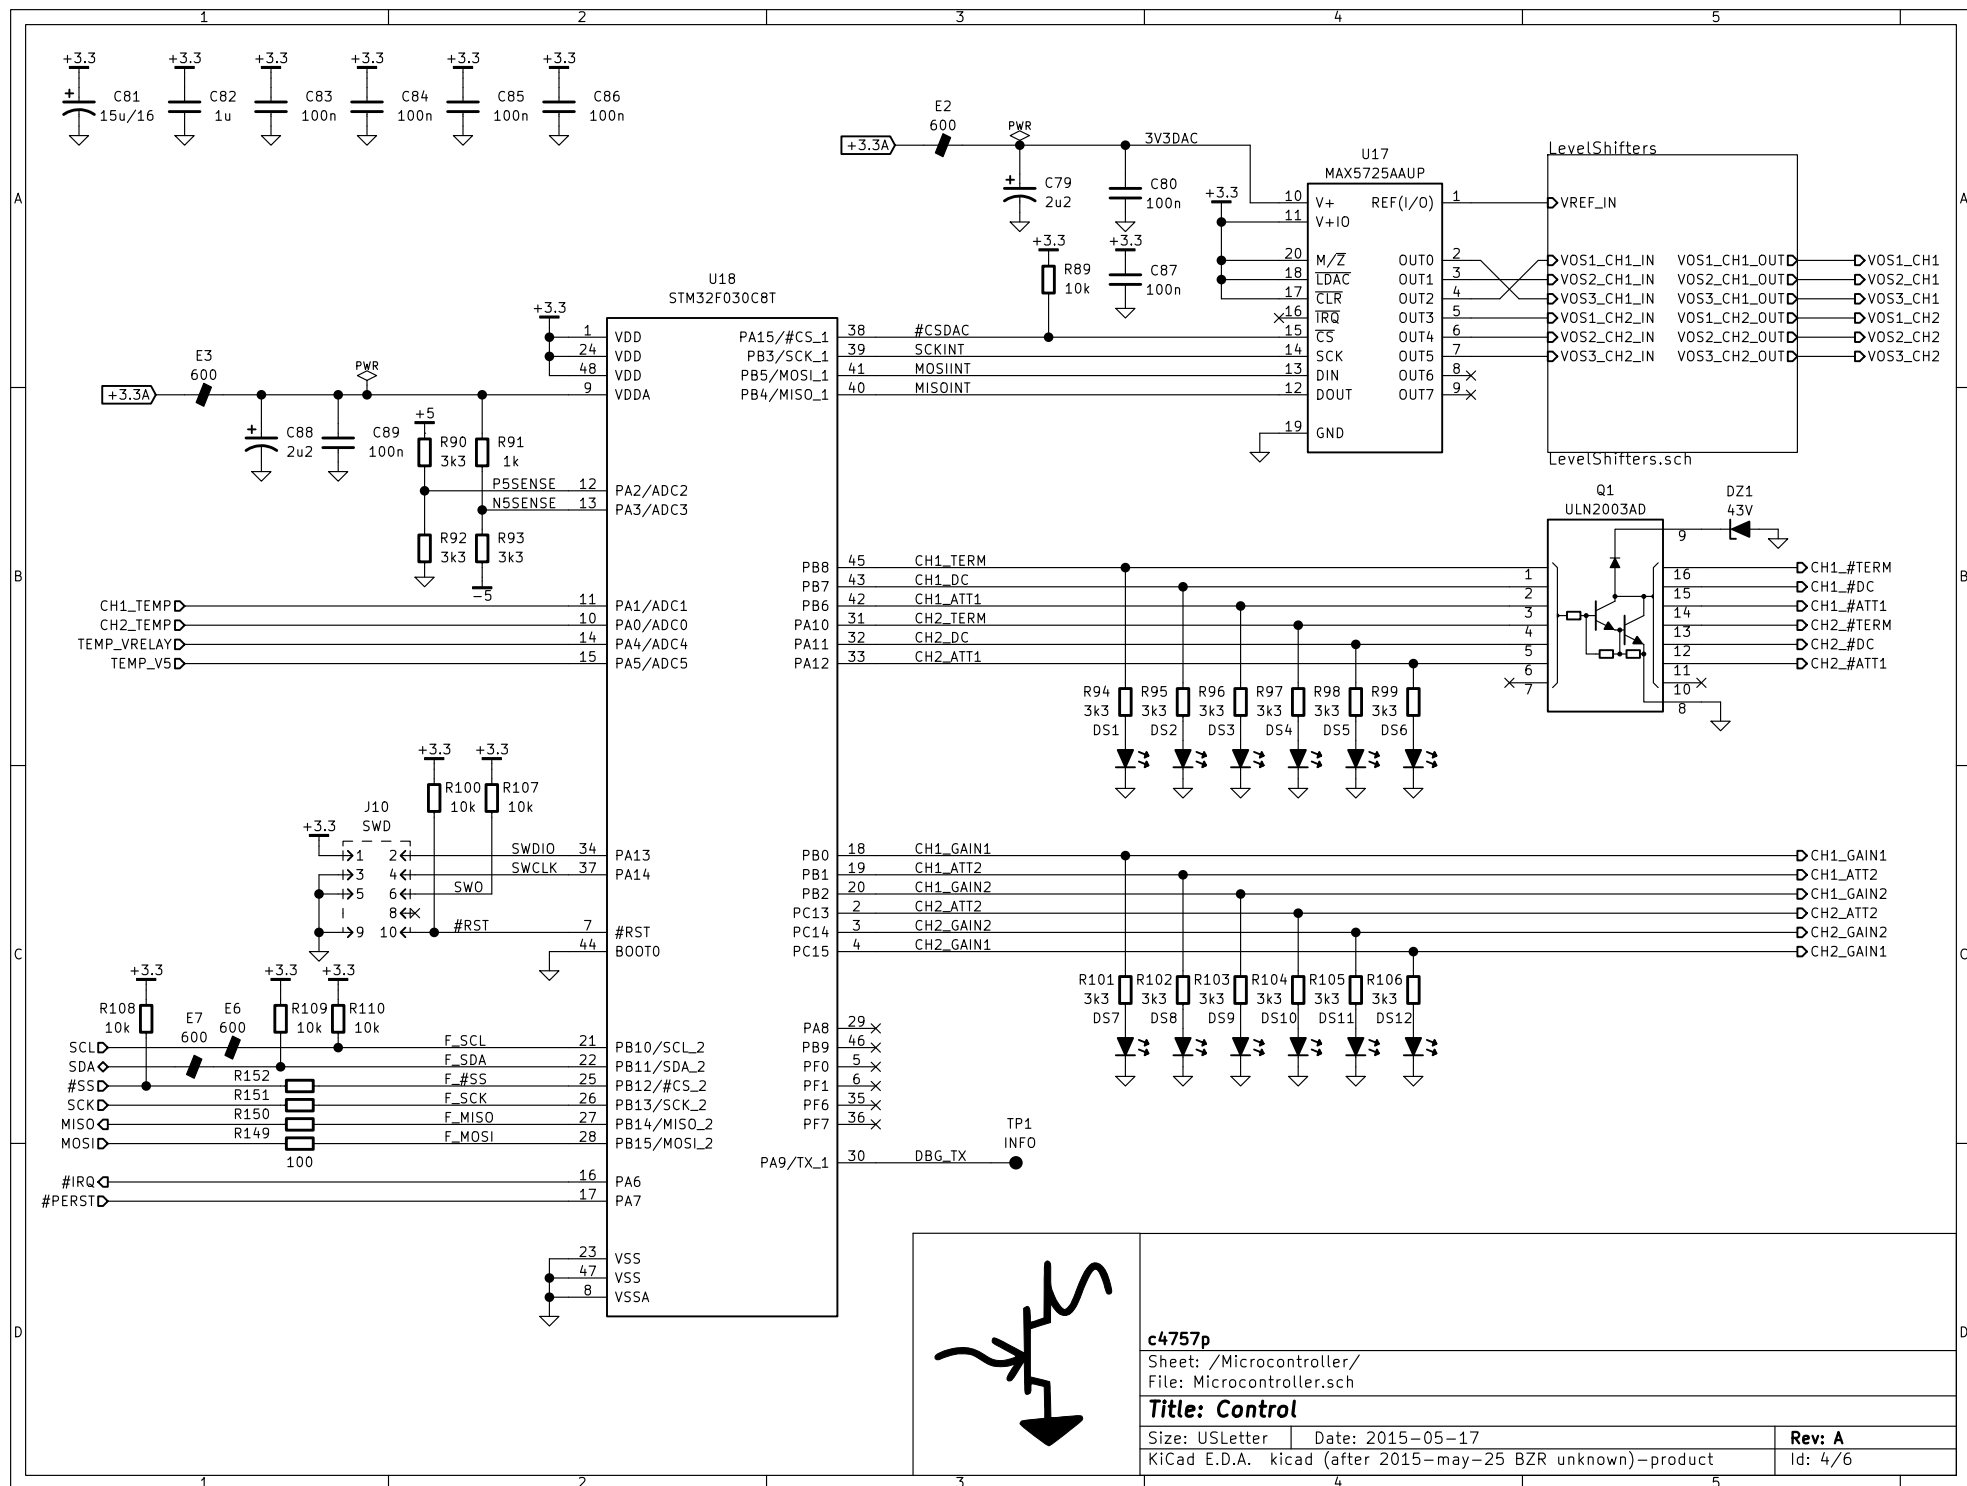 1 2 3 4 5
A A
B B
C C
D D
+3.3 +3.3 +3.3 +3.3 +3.3 +3.3
+ C81 15u/16
C82 1u
C83 100n
C84 100n
C85 100n
C86 100n
E2
600
+3.3A
PWR
3V3DAC
+ C79
2u2
C80
100n
+3.3
R89
10k
+3.3
C87
100n
+3.3
U17
MAX5725AAUP
10 V+ REF(I/O) 1
11 V+IO
20 M/Z OUT0 2
18 LDAC OUT1 3
17 CLR OUT2 4
16 IRQ OUT3 5
15 CS OUT4 6
14 SCK OUT5 7
13 DIN OUT6 8
12 DOUT OUT7 9
19 GND
LevelShifters
VREF_IN
VOS1_CH1_IN VOS1_CH1_OUT VOS1_CH1
VOS2_CH1_IN VOS2_CH1_OUT VOS2_CH1
VOS3_CH1_IN VOS3_CH1_OUT VOS3_CH1
VOS1_CH2_IN VOS1_CH2_OUT VOS1_CH2
VOS2_CH2_IN VOS2_CH2_OUT VOS2_CH2
VOS3_CH2_IN VOS3_CH2_OUT VOS3_CH2
LevelShifters.sch
U18
STM32F030C8T
+3.3
1 VDD PA15/#CS_1 38 #CSDAC
24 VDD PB3/SCK_1 39 SCKINT
48 VDD PB5/MOSI_1 41 MOSIINT
9 VDDA PB4/MISO_1 40 MISOINT
E3
600
+3.3A
PWR
+ C88
2u2
C89
100n
+5
R90
3k3
R91
1k
P5SENSE 12 PA2/ADC2
N5SENSE 13 PA3/ADC3
R92
3k3
R93
3k3
-5
CH1_TEMP 11 PA1/ADC1
CH2_TEMP 10 PA0/ADC0
TEMP_VRELAY 14 PA4/ADC4
TEMP_V5 15 PA5/ADC5
PB8 45 CH1_TERM
PB7 43 CH1_DC
PB6 42 CH1_ATT1
PA10 31 CH2_TERM
PA11 32 CH2_DC
PA12 33 CH2_ATT1
Q1
ULN2003AD
DZ1
43V
9
1 16 CH1_#TERM
2 15 CH1_#DC
3 14 CH1_#ATT1
4 13 CH2_#TERM
5 12 CH2_#DC
6 11 CH2_#ATT1
7 10
8
R94 R95 R96 R97 R98 R99
3k3 3k3 3k3 3k3 3k3 3k3
DS1 DS2 DS3 DS4 DS5 DS6
+3.3 +3.3
R100 R107
10k 10k
J10
SWD
+3.3
1 2 SWDIO 34 PA13
3 4 SWCLK 37 PA14
5 6 SWO
8
9 10 #RST 7 #RST
44 BOOT0
PB0 18 CH1_GAIN1 CH1_GAIN1
PB1 19 CH1_ATT2 CH1_ATT2
PB2 20 CH1_GAIN2 CH1_GAIN2
PC13 2 CH2_ATT2 CH2_ATT2
PC14 3 CH2_GAIN2 CH2_GAIN2
PC15 4 CH2_GAIN1 CH2_GAIN1
R101 R102 R103 R104 R105 R106
3k3 3k3 3k3 3k3 3k3 3k3
DS7 DS8 DS9 DS10 DS11 DS12
+3.3 +3.3 +3.3
R108 R109 R110
10k 10k 10k
E7
600
E6
600
SCL F_SCL 21 PB10/SCL_2
SDA F_SDA 22 PB11/SDA_2
#SS R152 F_#SS 25 PB12/#CS_2
SCK R151 F_SCK 26 PB13/SCK_2
MISO R150 F_MISO 27 PB14/MISO_2
MOSI R149 F_MOSI 28 PB15/MOSI_2
100
#IRQ 16 PA6
#PERST 17 PA7
PA8 29
PB9 46
PF0 5
PF1 6
PF6 35
PF7 36
PA9/TX_1 30 DBG_TX
TP1
INFO
23 VSS
47 VSS
8 VSSA
c4757p
Sheet: /Microcontroller/
File: Microcontroller.sch
Title: Control
Size: USLetter Date: 2015-05-17 Rev: A
KiCad E.D.A. kicad (after 2015-may-25 BZR unknown)-product Id: 4/6
1 2 3 4 5